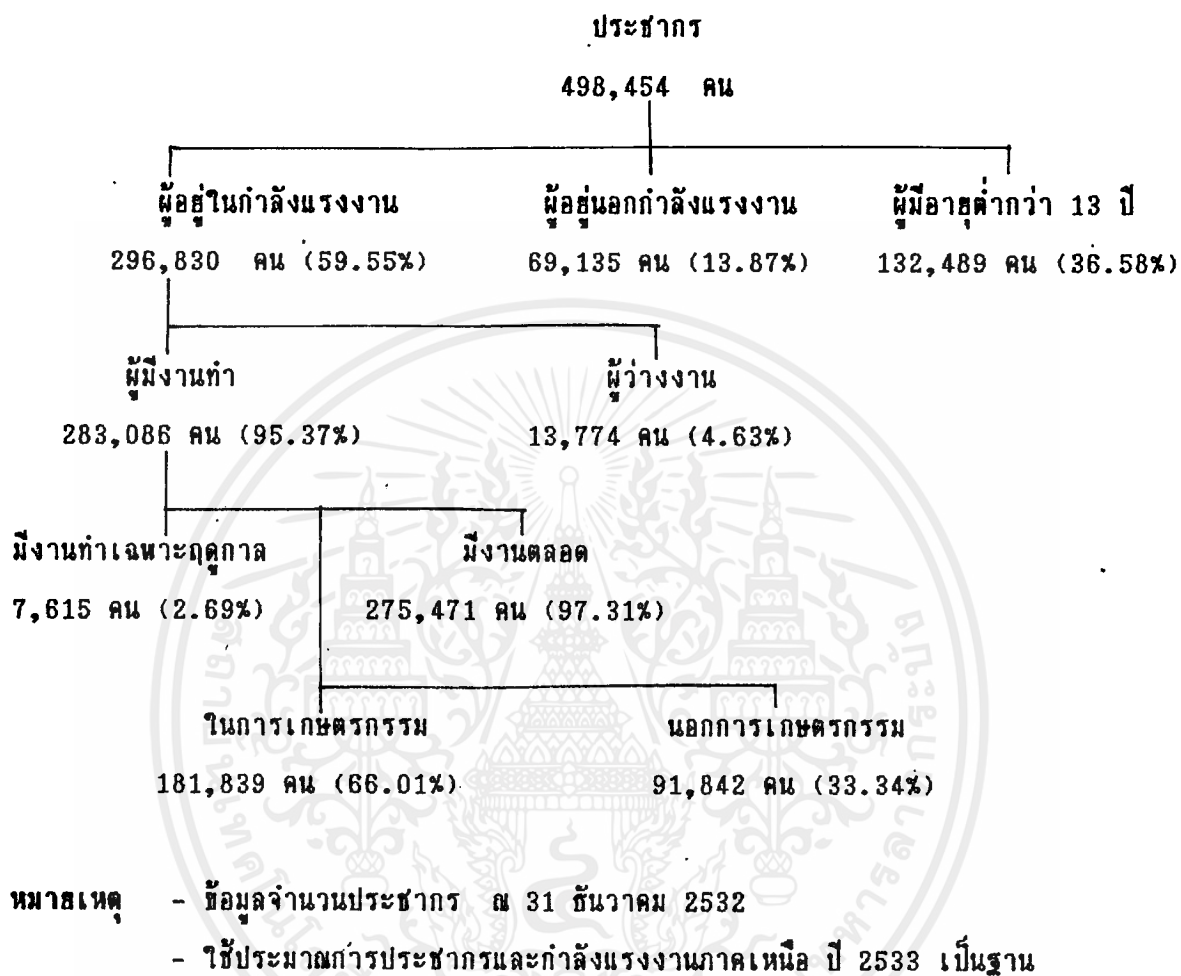 ประชากร
498,454 คน
ผู้อยู่ในกำลังแรงงาน ผู้อยู่นอกกำลังแรงงาน ผู้มีอายุต่ำกว่า 13 ปี
296,830 คน (59.55%) 69,135 คน (13.87%) 132,489 คน (36.58%)
ผู้มีงานทำ ผู้ว่างงาน
283,086 คน (95.37%) 13,774 คน (4.63%)
มีงานทำเฉพาะฤดูกาล มีงานตลอด
7,615 คน (2.69%) 275,471 คน (97.31%)
ในการเกษตรกรรม นอกการเกษตรกรรม
181,839 คน (66.01%) 91,842 คน (33.34%)
หมายเหตุ - ข้อมูลจำนวนประชากร ณ 31 ธันวาคม 2532
- ใช้ประมาณการประชากรและกำลังแรงงานภาคเหนือ ปี 2533 เป็นฐาน